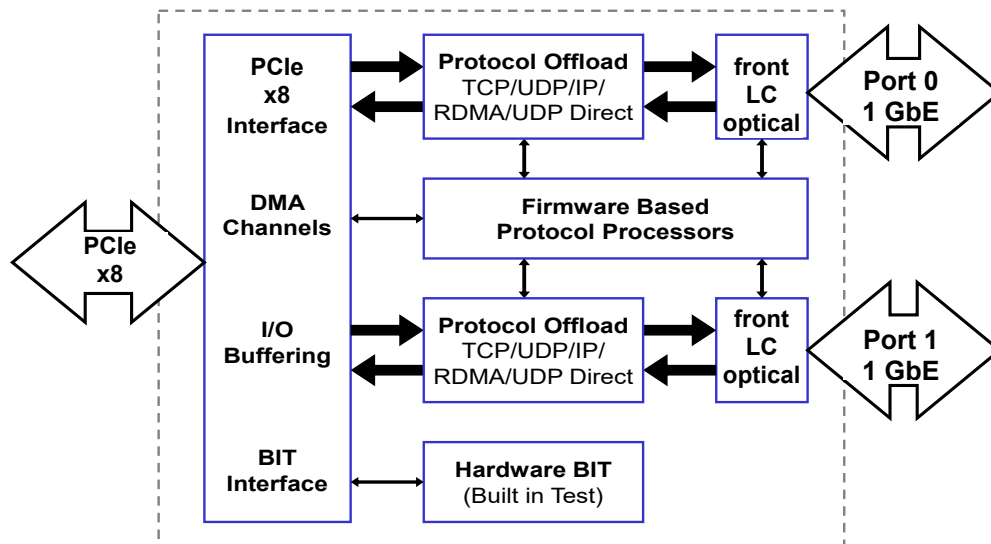 PCIe
x8
PCIe
x8
Interface
DMA
Channels
I/O
Buffering
BIT
Interface
Protocol Offload
TCP/UDP/IP/
RDMA/UDP Direct
front
LC
optical
Port 0
1 GbE
Firmware Based
Protocol Processors
Protocol Offload
TCP/UDP/IP/
RDMA/UDP Direct
front
LC
optical
Port 1
1 GbE
Hardware BIT
(Built in Test)